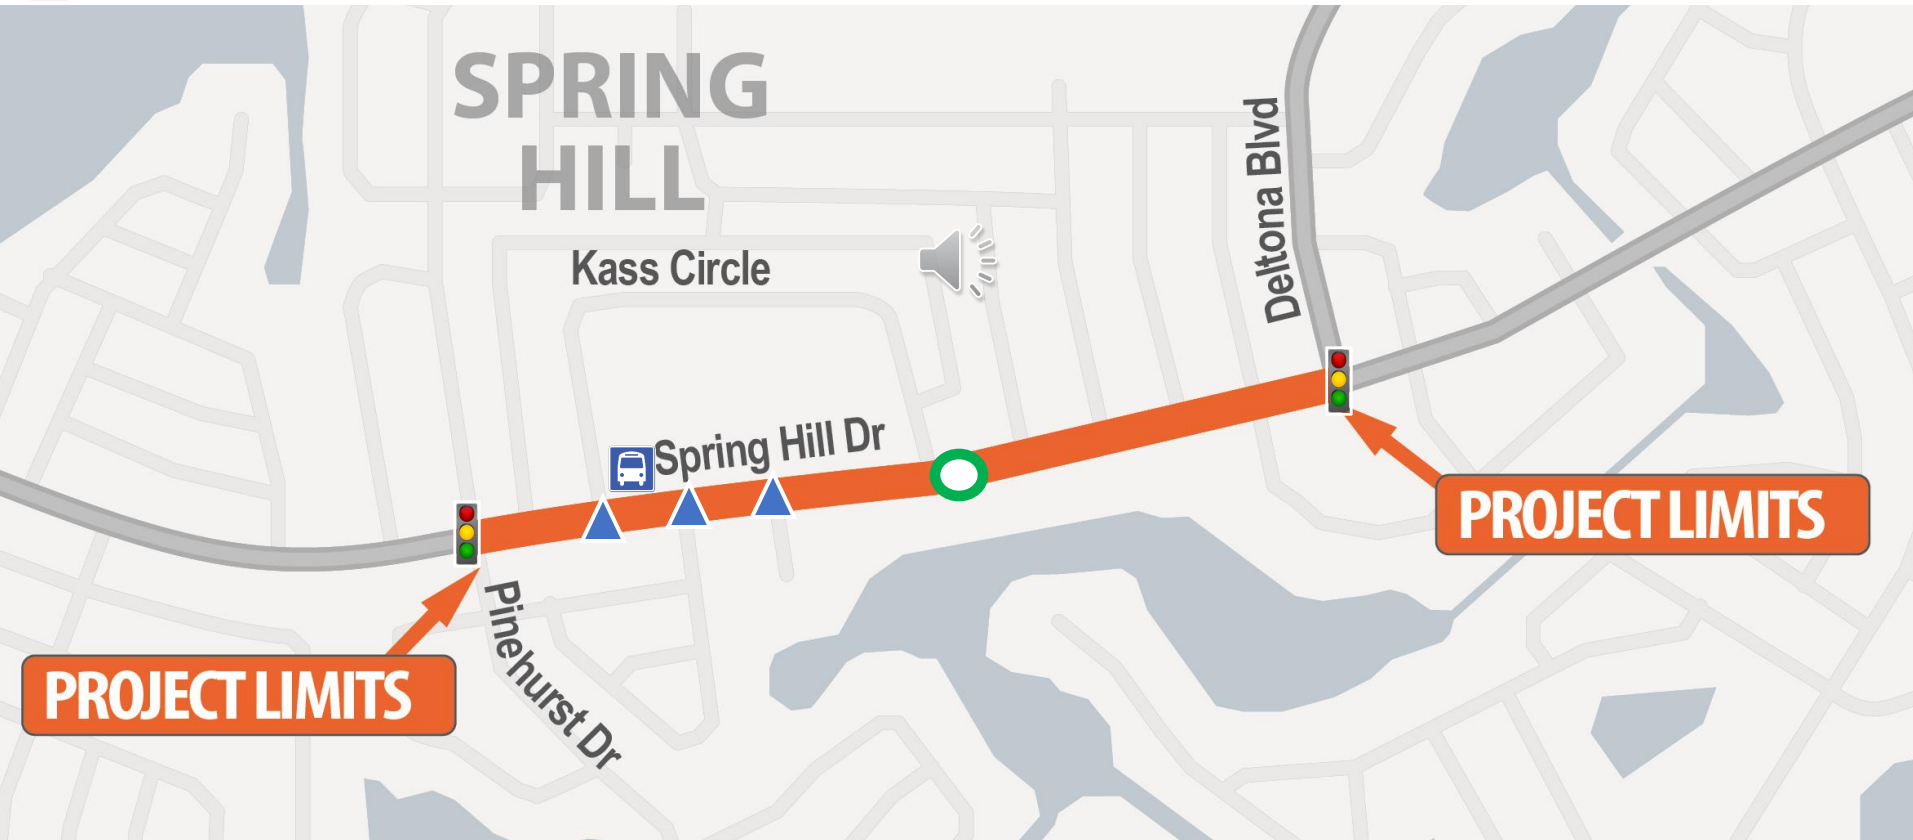 SPRING
HILL
Kass Circle
Deltona Blvd
Spring Hill Dr
PROJECT LIMITS
Pinehurst Dr
PROJECT LIMITS